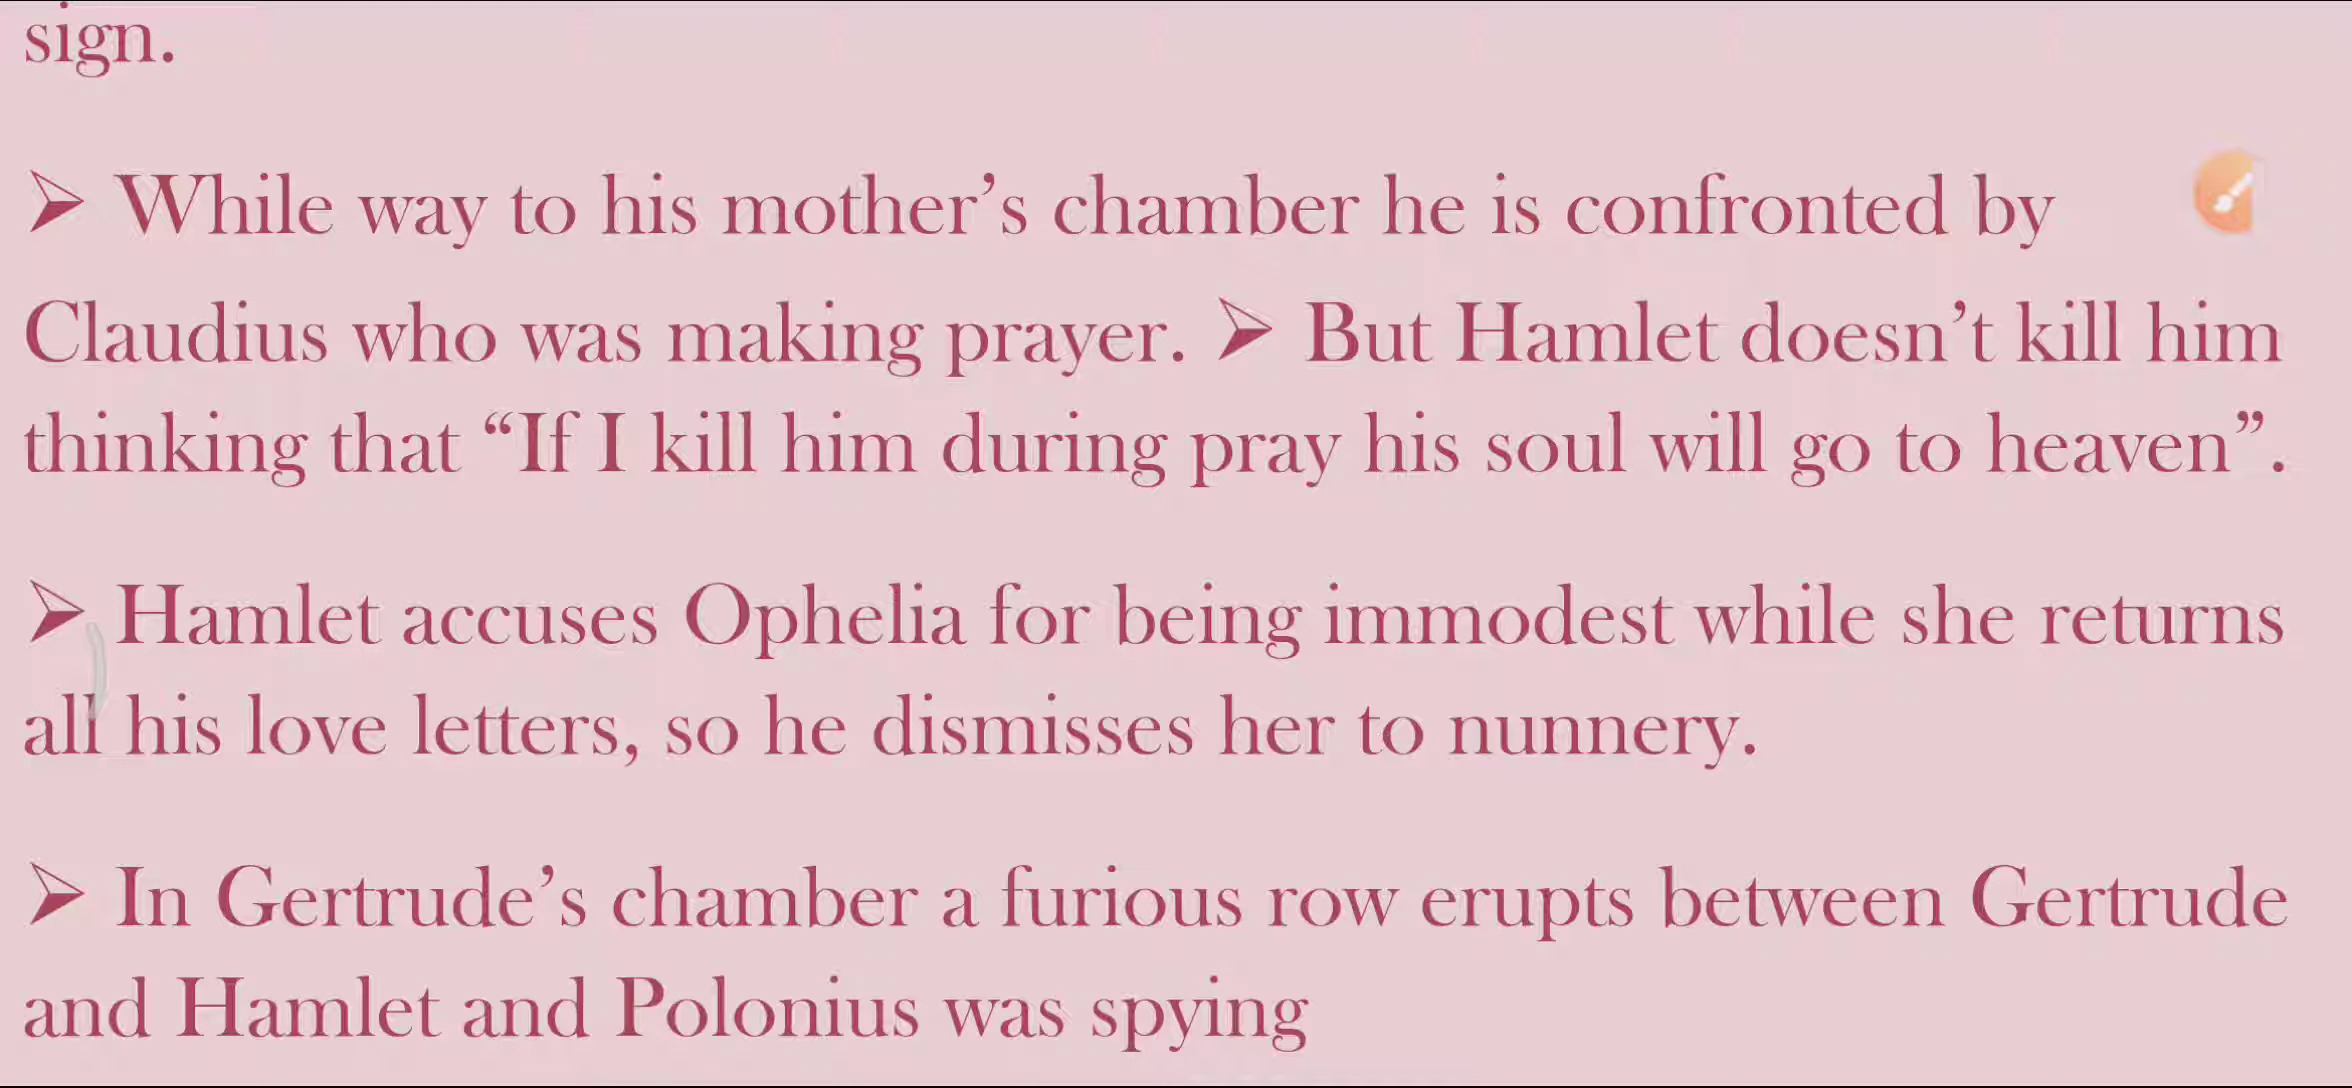 sign.
➢ While way to his mother’s chamber he is confronted by
Claudius who was making prayer. ➢ But Hamlet doesn’t kill him
thinking that “If I kill him during pray his soul will go to heaven”.
➢ Hamlet accuses Ophelia for being immodest while she returns
all his love letters, so he dismisses her to nunnery.
➢ In Gertrude’s chamber a furious row erupts between Gertrude
and Hamlet and Polonius was spying